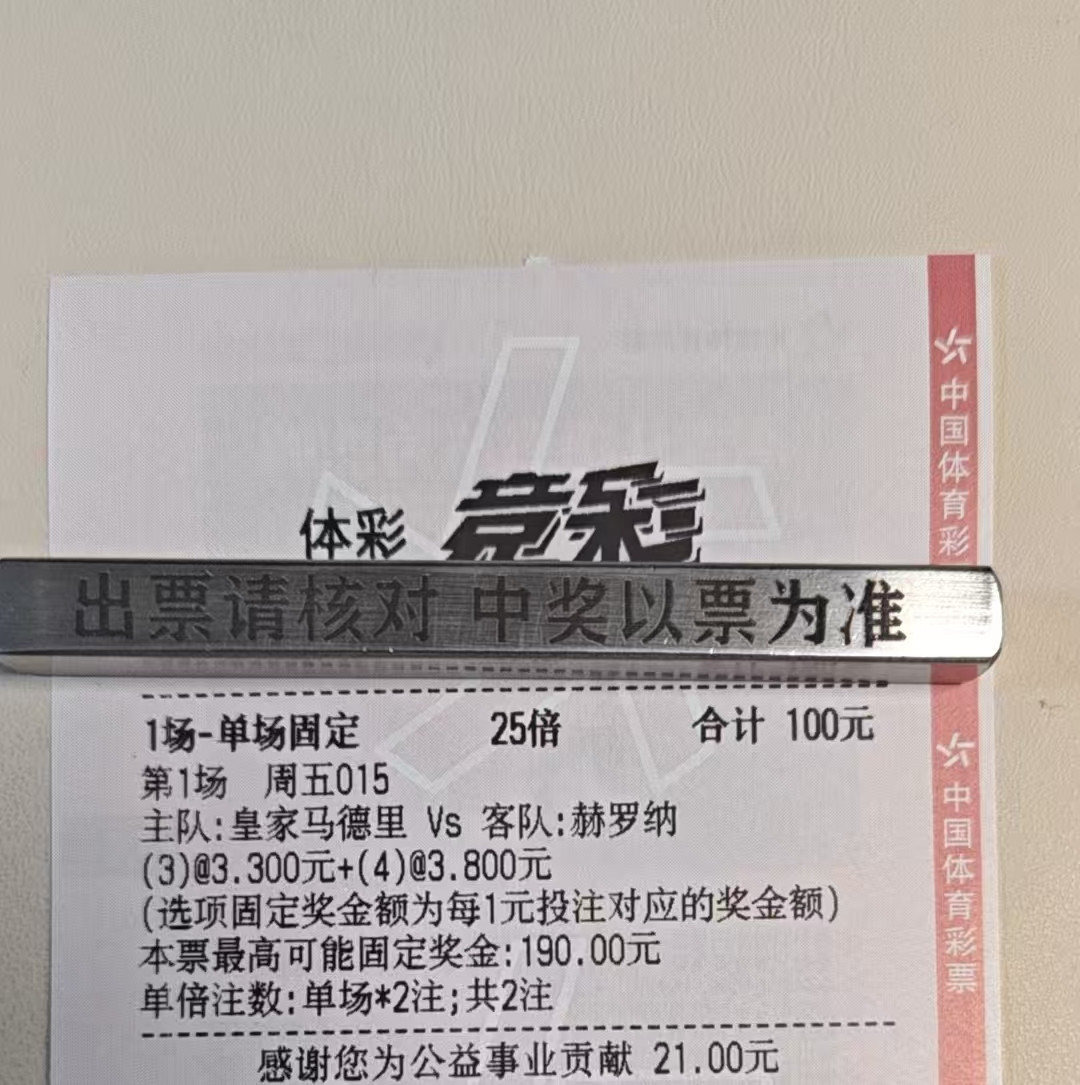 体彩 竞彩
出票请核对 中奖以票为准
1场-单场固定 25倍 合计 100元
第1场 周五015
主队:皇家马德里 Vs 客队:赫罗纳
(3)@3.300元+(4)@3.800元
(选项固定奖金额为每1元投注对应的奖金额)
本票最高可能固定奖金:190.00元
单倍注数:单场*2注;共2注
感谢您为公益事业贡献 21.00元
中国体育彩
中国体育彩票